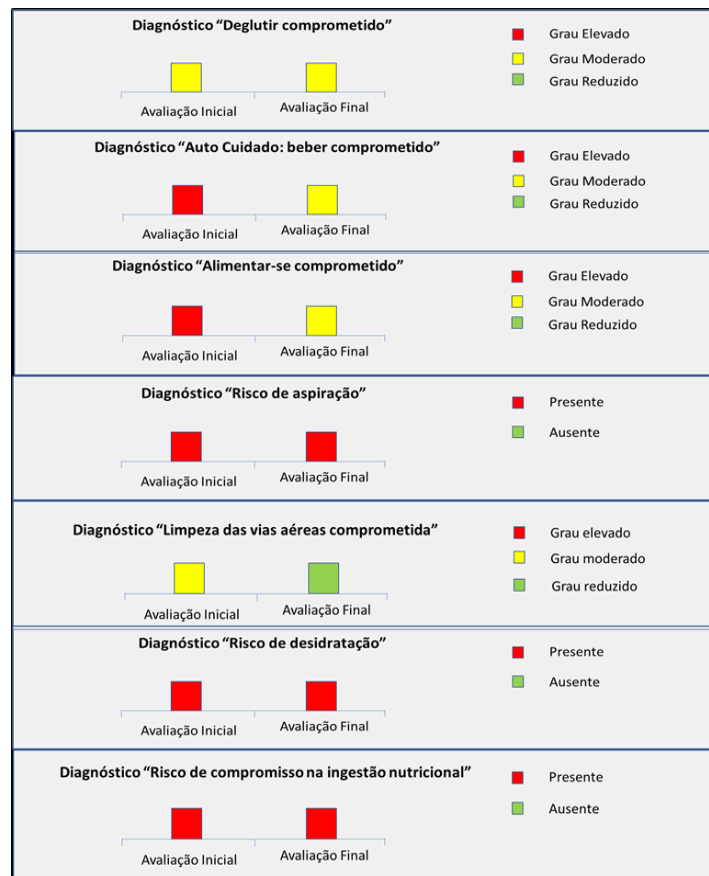 Diagnóstico “Deglutir comprometido”
Grau Elevado
Grau Moderado
Grau Reduzido
Avaliação Inicial
Avaliação Final
Diagnóstico “Auto Cuidado: beber comprometido”
Grau Elevado
Grau Moderado
Grau Reduzido
Avaliação Inicial
Avaliação Final
Diagnóstico “Alimentar-se comprometido”
Grau Elevado
Grau Moderado
Grau Reduzido
Avaliação Inicial
Avaliação Final
Diagnóstico “Risco de aspiração”
Presente
Ausente
Avaliação Inicial
Avaliação Final
Diagnóstico “Limpeza das vias aéreas comprometida”
Grau elevado
Grau moderado
Grau reduzido
Avaliação Inicial
Avaliação Final
Diagnóstico “Risco de desidratação”
Presente
Ausente
Avaliação Inicial
Avaliação Final
Diagnóstico “Risco de compromisso na ingestão nutricional”
Presente
Ausente
Avaliação Inicial
Avaliação Final